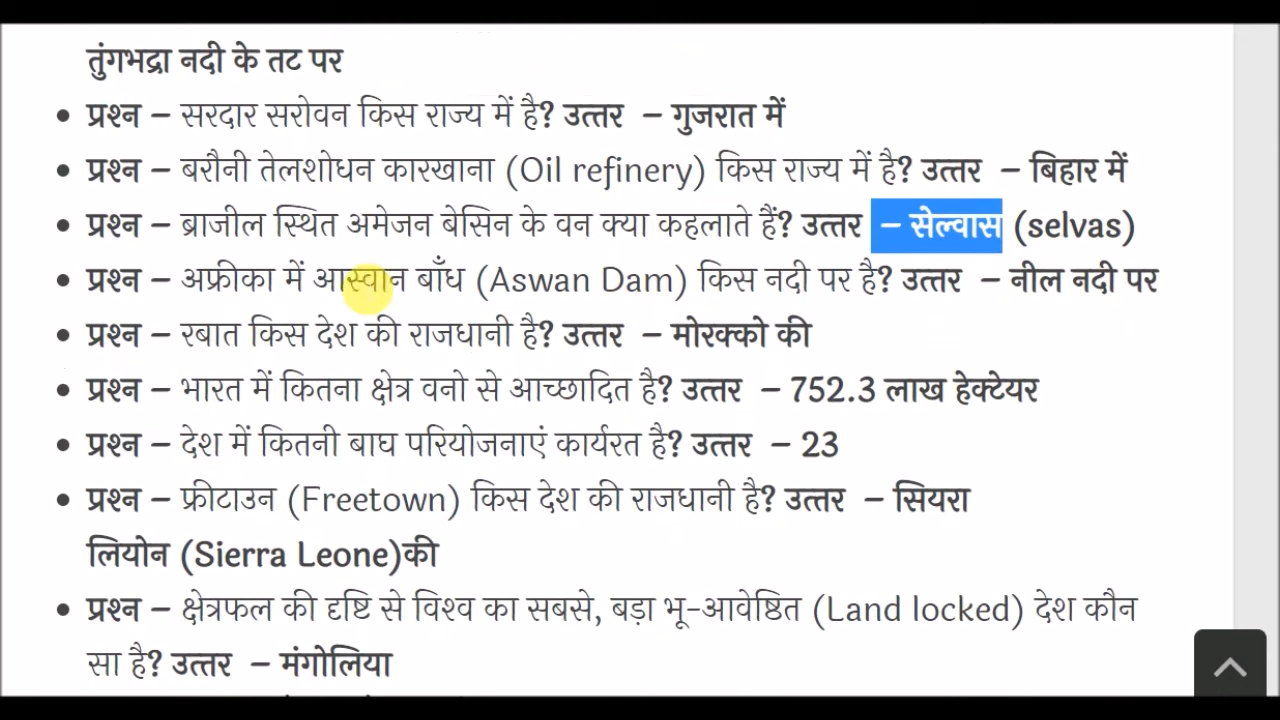 तुंगभद्रा नदी के तट पर
• प्रश्न – सरदार सरोवन किस राज्य में है? उत्तर – गुजरात में
• प्रश्न – बरौनी तेलशोधन कारखाना (Oil refinery) किस राज्य में है? उत्तर – बिहार में
• प्रश्न – ब्राजील स्थित अमेजन बेसिन के वन क्या कहलाते हैं? उत्तर – सेल्वास (selvas)
• प्रश्न – अफ्रीका में आस्वान बाँध (Aswan Dam) किस नदी पर है? उत्तर – नील नदी पर
• प्रश्न – रबात किस देश की राजधानी है? उत्तर – मोरक्को की
• प्रश्न – भारत में कितना क्षेत्र वनो से आच्छादित है? उत्तर – 752.3 लाख हेक्टेयर
• प्रश्न – देश में कितनी बाघ परियोजनाएं कार्यरत है? उत्तर – 23
• प्रश्न – फ्रीटाउन (Freetown) किस देश की राजधानी है? उत्तर – सियरा
लियोन (Sierra Leone)की
• प्रश्न – क्षेत्रफल की दृष्टि से विश्व का सबसे, बड़ा भू-आवेष्ठित (Land locked) देश कौन
सा है? उत्तर – मंगोलिया